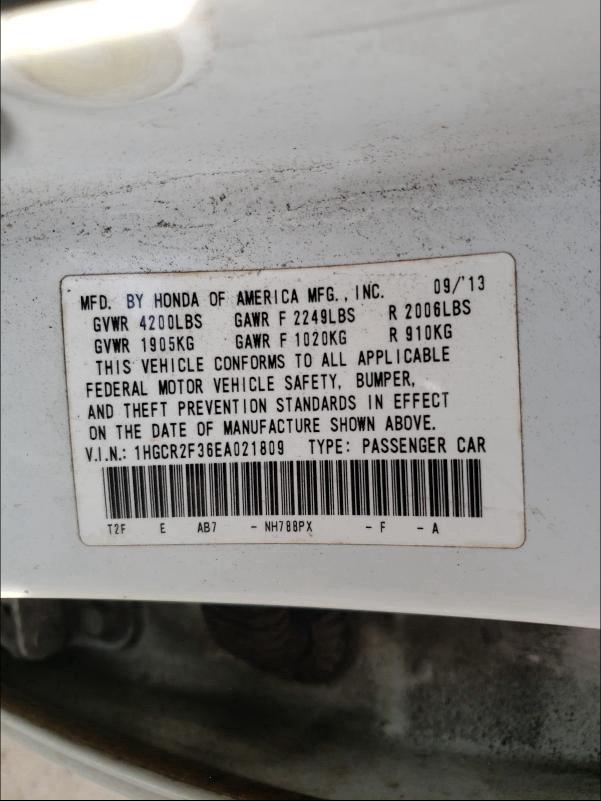 MFD. BY HONDA OF AMERICA MFG., INC. 09/'13
GVWR 4200LBS GAWR F 2249LBS R 2006LBS
GVWR 1905KG GAWR F 1020KG R 910KG
THIS VEHICLE CONFORMS TO ALL APPLICABLE
FEDERAL MOTOR VEHICLE SAFETY, BUMPER,
AND THEFT PREVENTION STANDARDS IN EFFECT
ON THE DATE OF MANUFACTURE SHOWN ABOVE.
V.I.N.: 1HGCR2F36EA021809 TYPE: PASSENGER CAR
T2F E AB7 - NH788PX - F - A